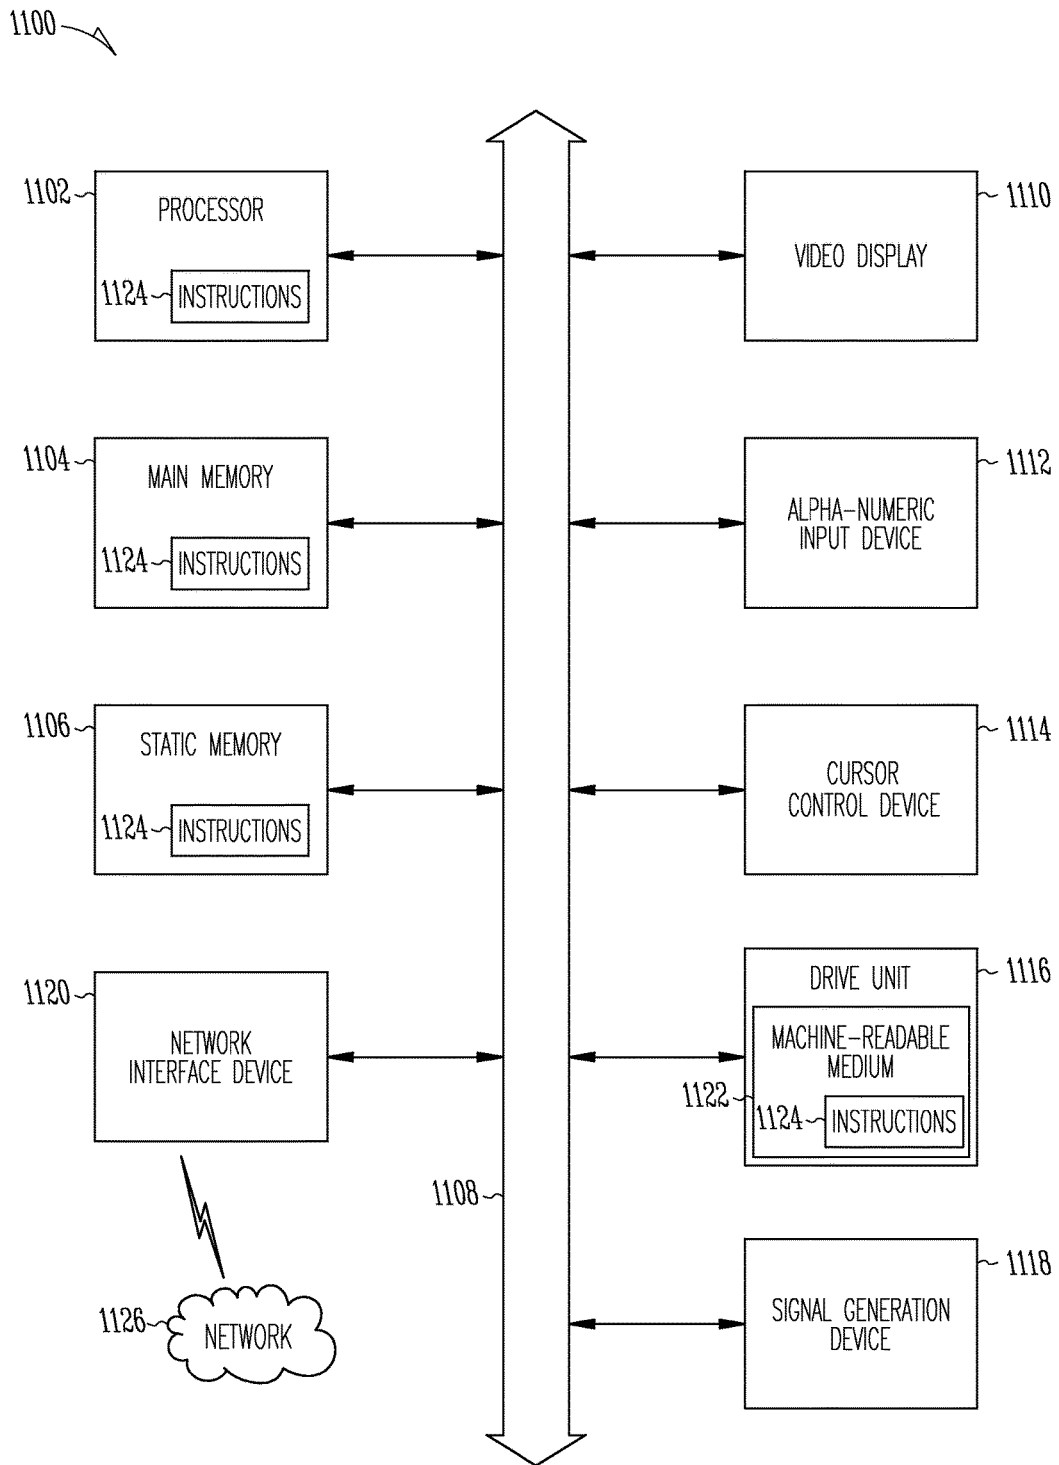 1100
1102
PROCESSOR
1124
INSTRUCTIONS
1104
MAIN MEMORY
1124
INSTRUCTIONS
1106
STATIC MEMORY
1124
INSTRUCTIONS
1120
NETWORK
INTERFACE DEVICE
1126
NETWORK
1108
1110
VIDEO DISPLAY
1112
ALPHA-NUMERIC
INPUT DEVICE
1114
CURSOR
CONTROL DEVICE
1116
DRIVE UNIT
MACHINE-READABLE
MEDIUM
1122
1124
INSTRUCTIONS
1118
SIGNAL GENERATION
DEVICE